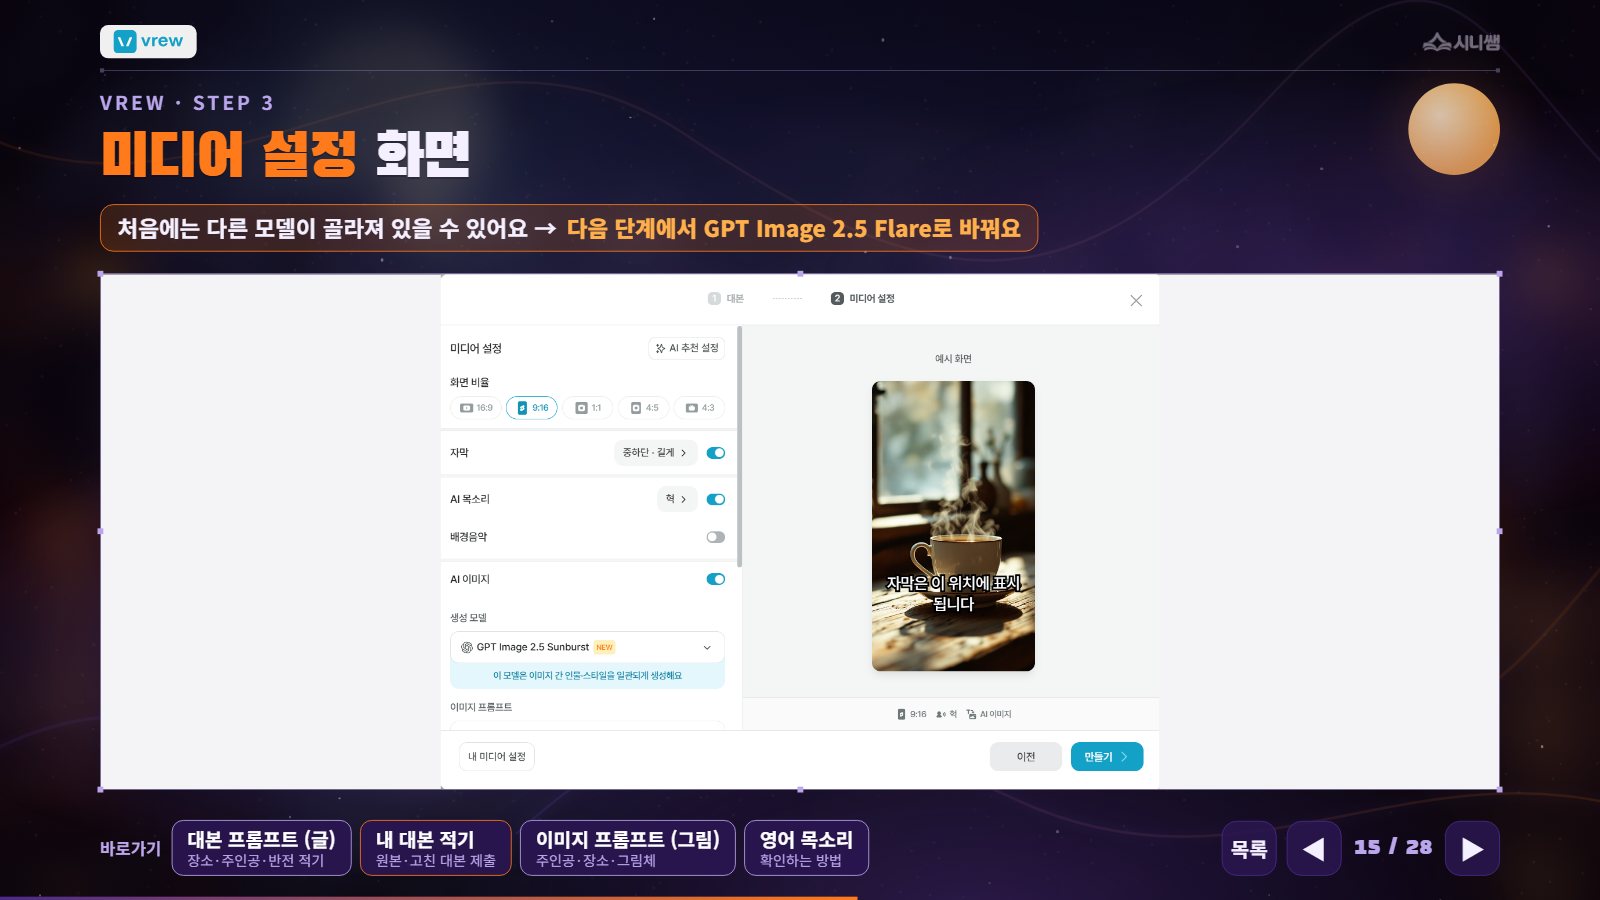 vrew
시니쌤
VREW · STEP 3
미디어 설정 화면
처음에는 다른 모델이 골라져 있을 수 있어요 → 다음 단계에서 GPT Image 2.5 Flare로 바꿔요
1 대본
2 미디어 설정
미디어 설정
AI 추천 설정
화면 비율
16:9 9:16 1:1 4:5 4:3
자막
중하단 · 길게
AI 목소리
혁
배경음악
AI 이미지
생성 모델
GPT Image 2.5 Sunburst NEW
이 모델은 이미지 간 인물·스타일을 일관되게 생성해요
이미지 프롬프트
내 미디어 설정
예시 화면
자막은 이 위치에 표시
됩니다
9:16 혁 AI 이미지
이전
만들기
바로가기
대본 프롬프트 (글)
장소·주인공·반전 적기
내 대본 적기
원본·고친 대본 제출
이미지 프롬프트 (그림)
주인공·장소·그림체
영어 목소리
확인하는 방법
목록
15 / 28